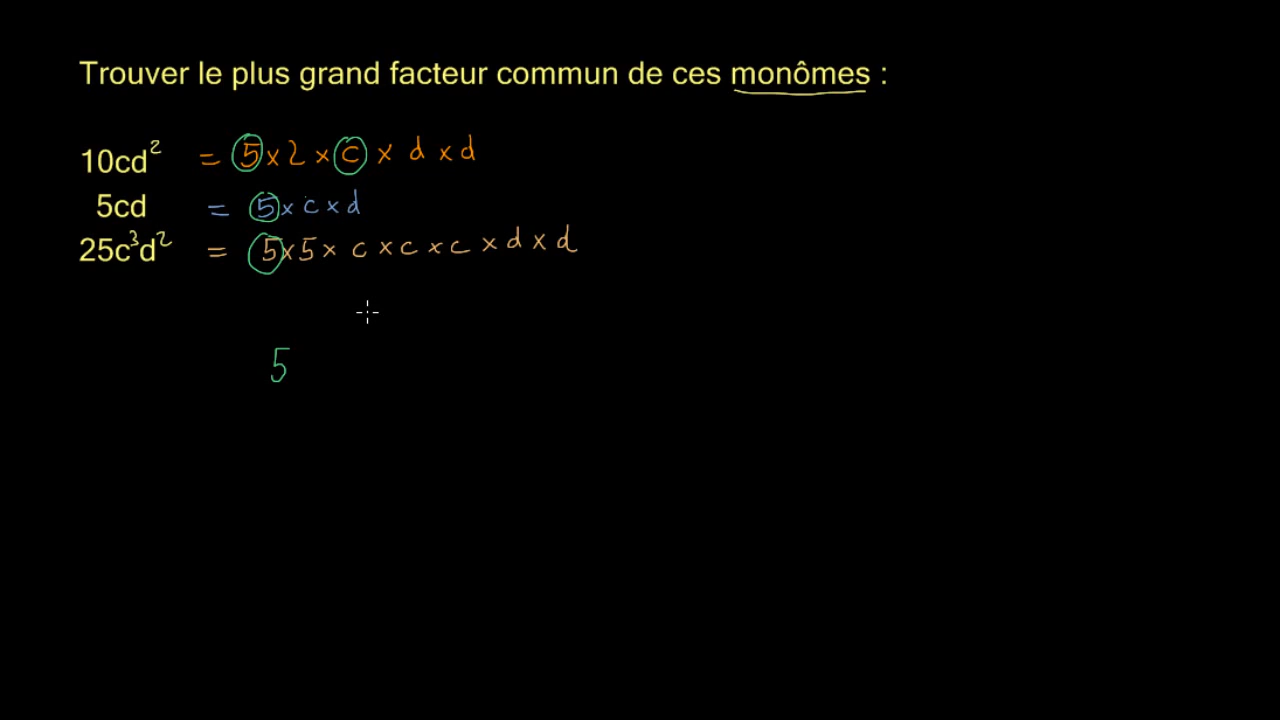 Trouver le plus grand facteur commun de ces monômes :
10cd² = 5 × 2 × c × d × d
5cd = 5 × c × d
25c³d² = 5 × 5 × c × c × c × d × d
5